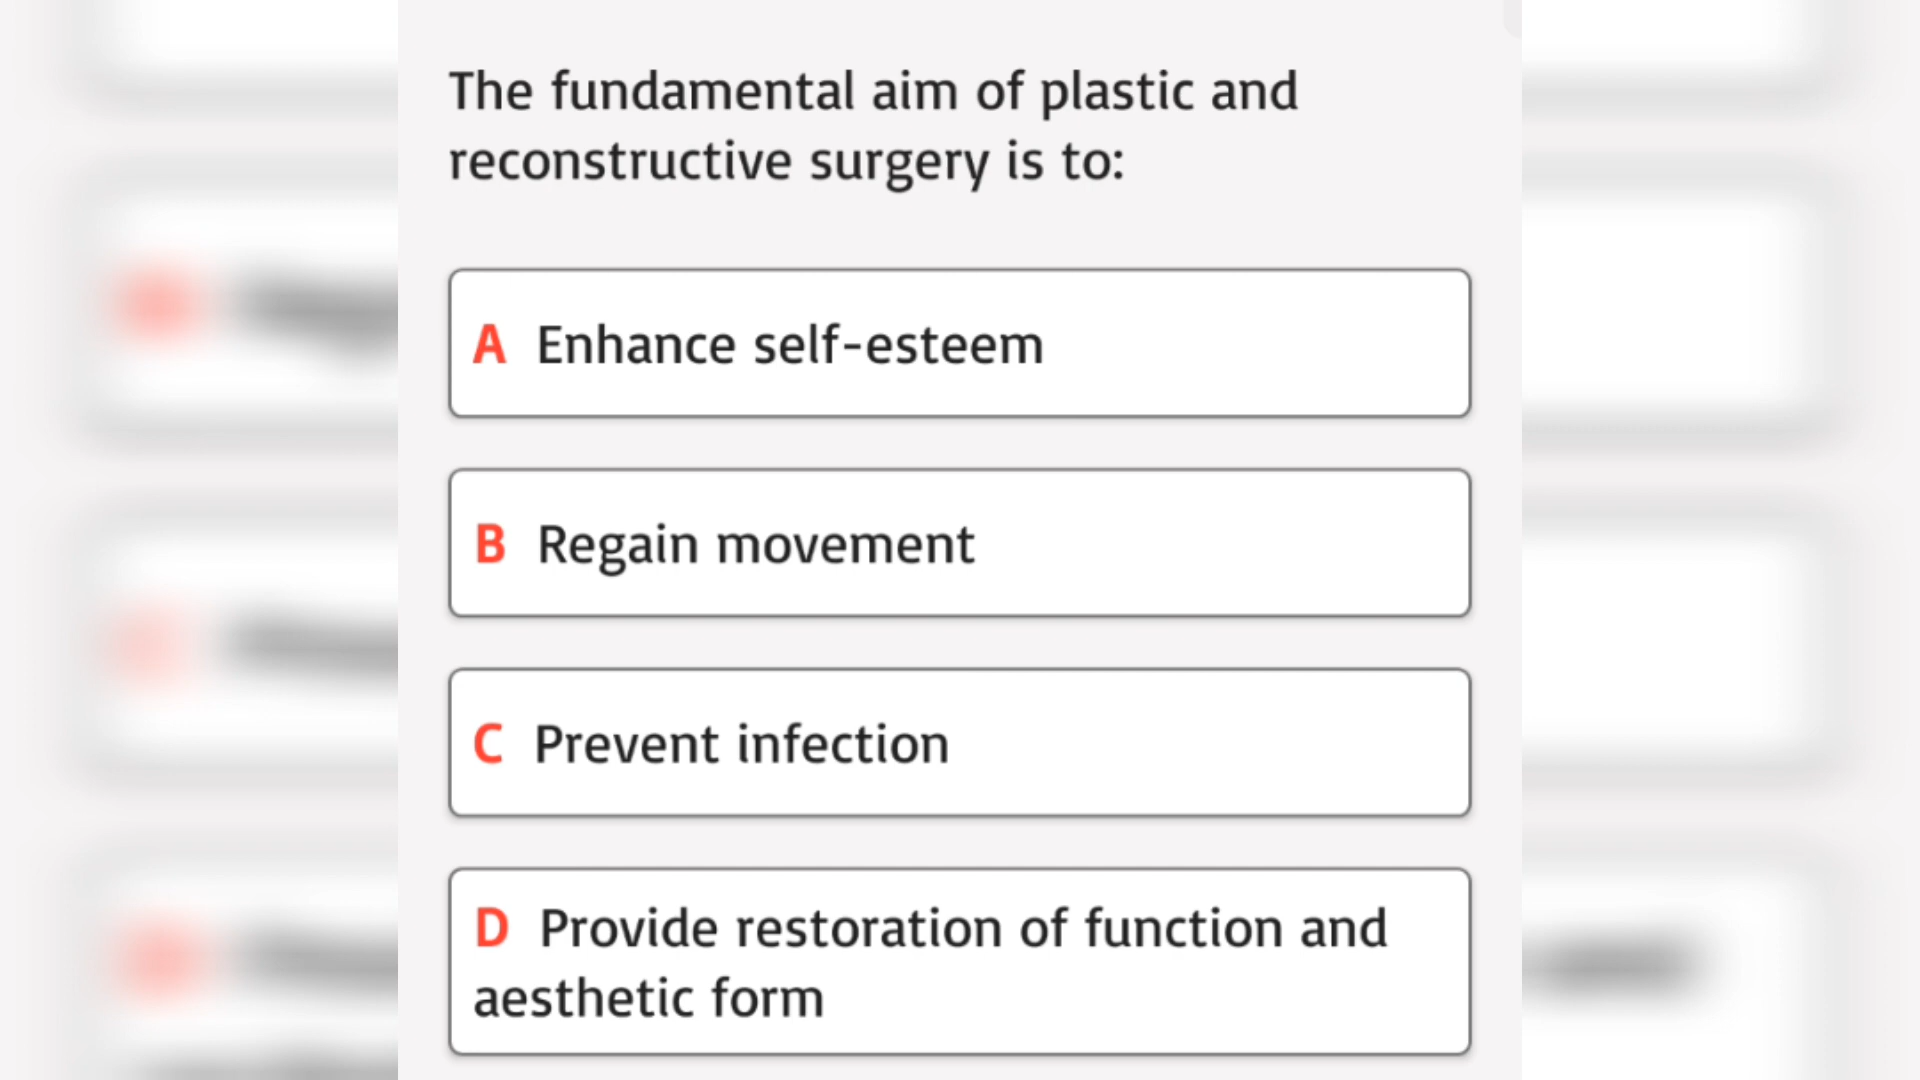 The fundamental aim of plastic and
reconstructive surgery is to:
A Enhance self-esteem
B Regain movement
C Prevent infection
D Provide restoration of function and
aesthetic form